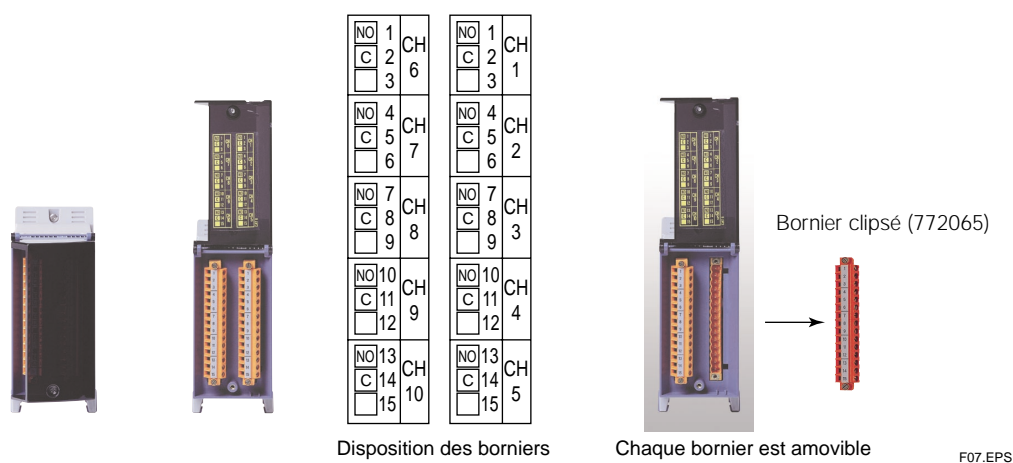 NO 1
C 2
3
CH
6
NO 4
C 5
6
CH
7
NO 7
C 8
9
CH
8
NO 10
C 11
12
CH
9
NO 13
C 14
15
CH
10
NO 1
C 2
3
CH
1
NO 4
C 5
6
CH
2
NO 7
C 8
9
CH
3
NO 10
C 11
12
CH
4
NO 13
C 14
15
CH
5
Bornier clipsé (772065)
Disposition des borniers
Chaque bornier est amovible
F07.EPS